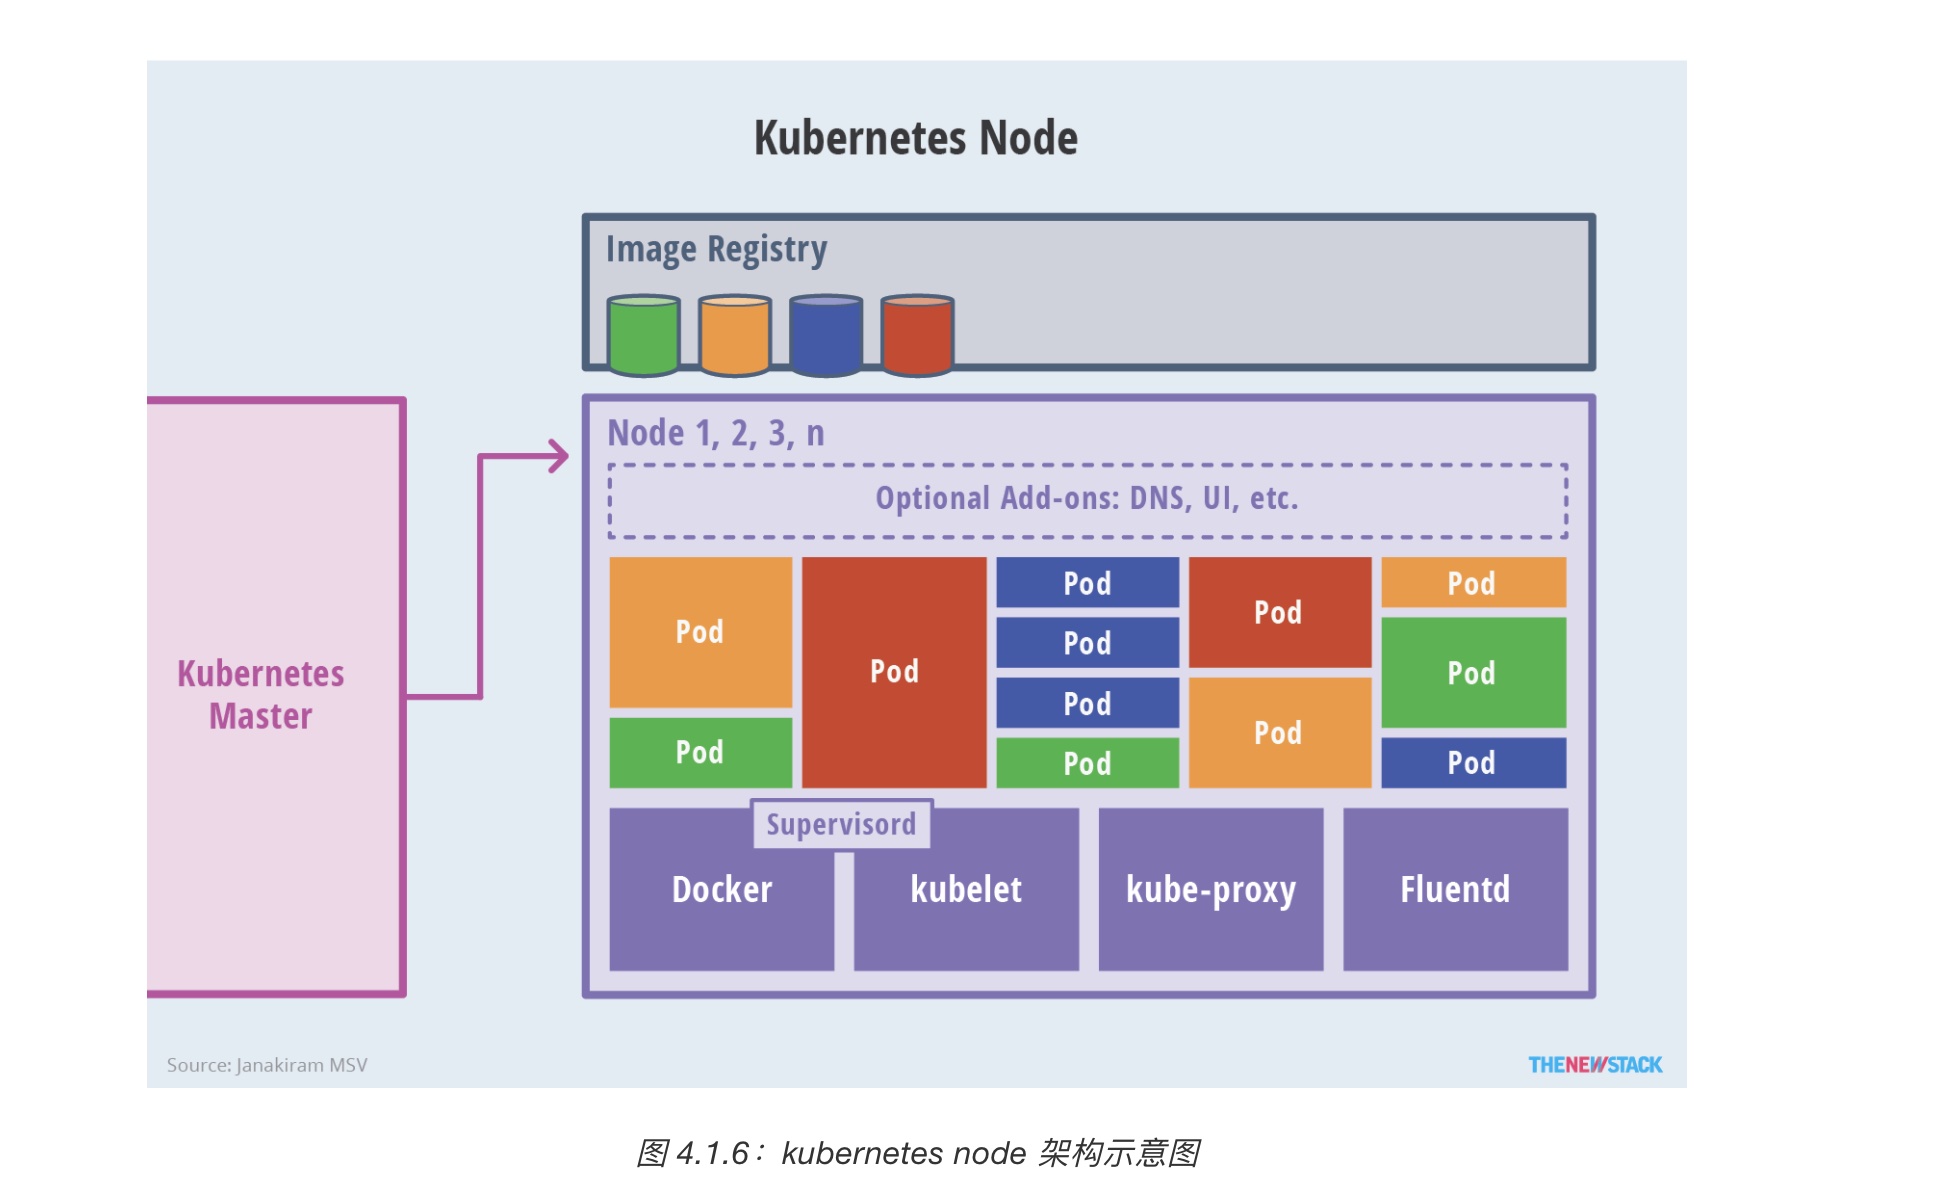 Kubernetes Node
Image Registry
Kubernetes
Master
Node 1, 2, 3, n
Optional Add-ons: DNS, UI, etc.
Pod
Pod
Pod
Pod
Pod
Pod
Pod
Pod
Pod
Pod
Pod
Pod
Supervisord
Docker
kubelet
kube-proxy
Fluentd
Source: Janakiram MSV
THENEWSTACK
图 4.1.6：kubernetes node 架构示意图